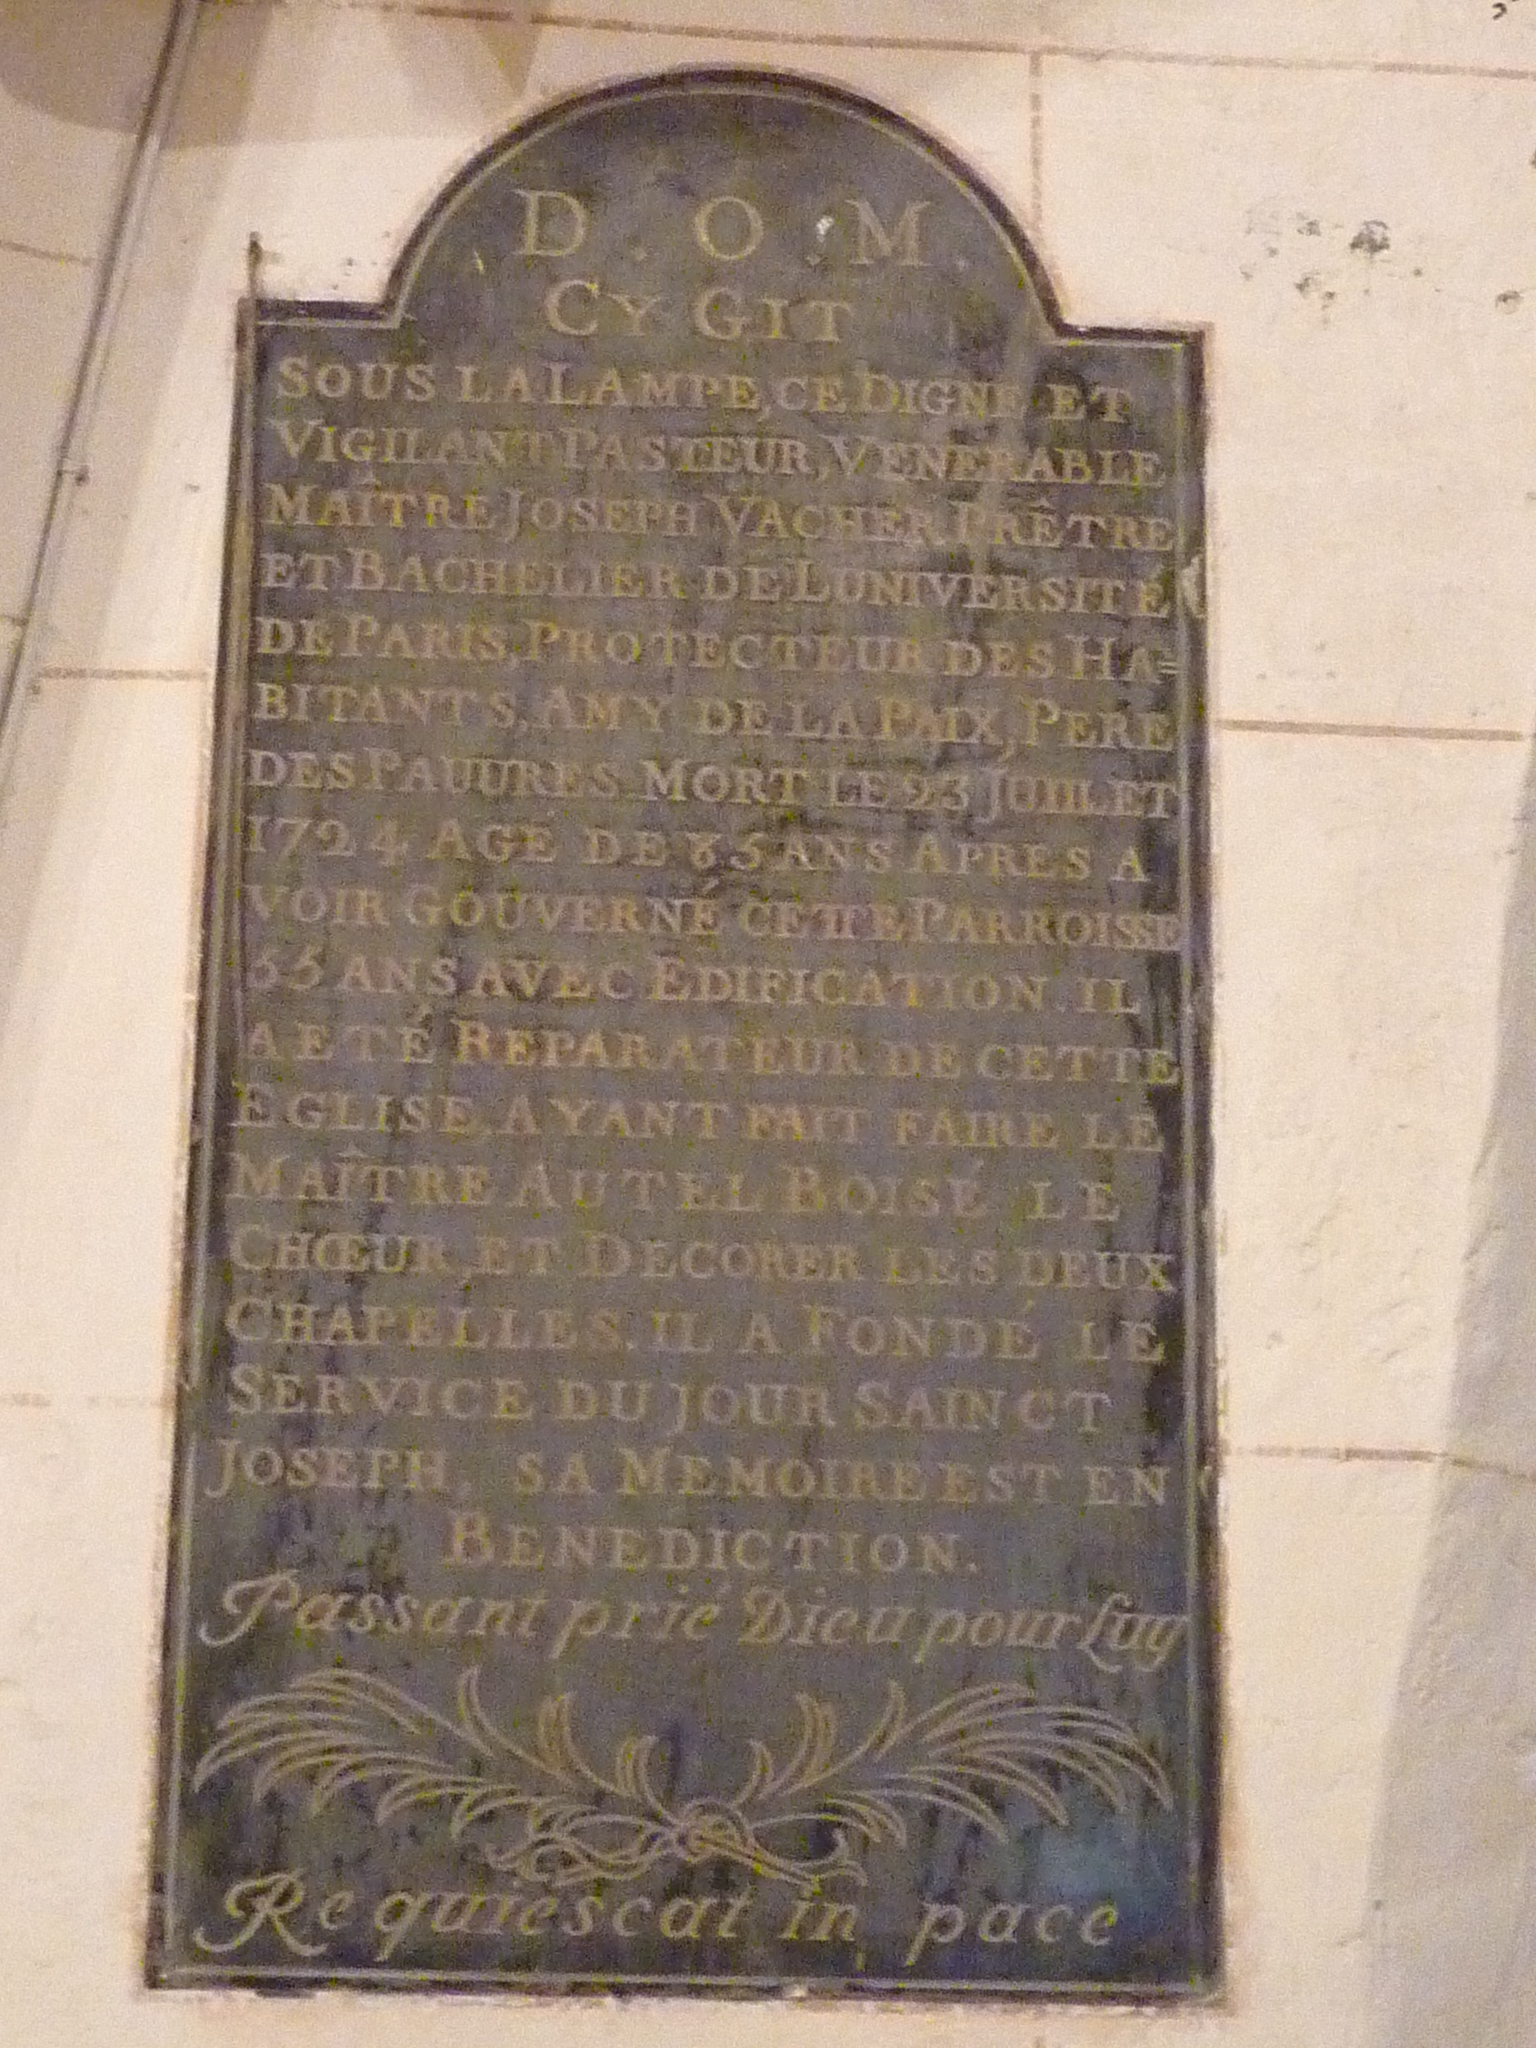 D. O. M.
CY GIT
SOUS LA LAMPE, CE DIGNE ET
VIGILANT PASTEUR, VENERABLE
MAÎTRE JOSEPH VACHER, PRÊTRE
ET BACHELIER DE LUNIVERSITÉ
DE PARIS, PROTECTEUR DES HA=
BITANTS, AMY DE LA PAIX, PERE
DES PAUURES. MORT LE 23 JUILLET
1724 AGÉ DE 85 ANS APRES A
VOIR GOUVERNÉ CETTE PARROISSE
55 ANS AVEC EDIFICATION. IL
A ETÉ REPARATEUR DE CETTE
EGLISE, AYANT FAIT FAIRE LE
MAÎTRE AUTEL BOISÉ LE
CHŒUR, ET DECORER LES DEUX
CHAPELLES. IL A FONDÉ LE
SERVICE DU JOUR SAINCT
JOSEPH, SA MEMOIRE EST EN
BENEDICTION.
Passant prié Dieu pour Luy
Requiescat in pace